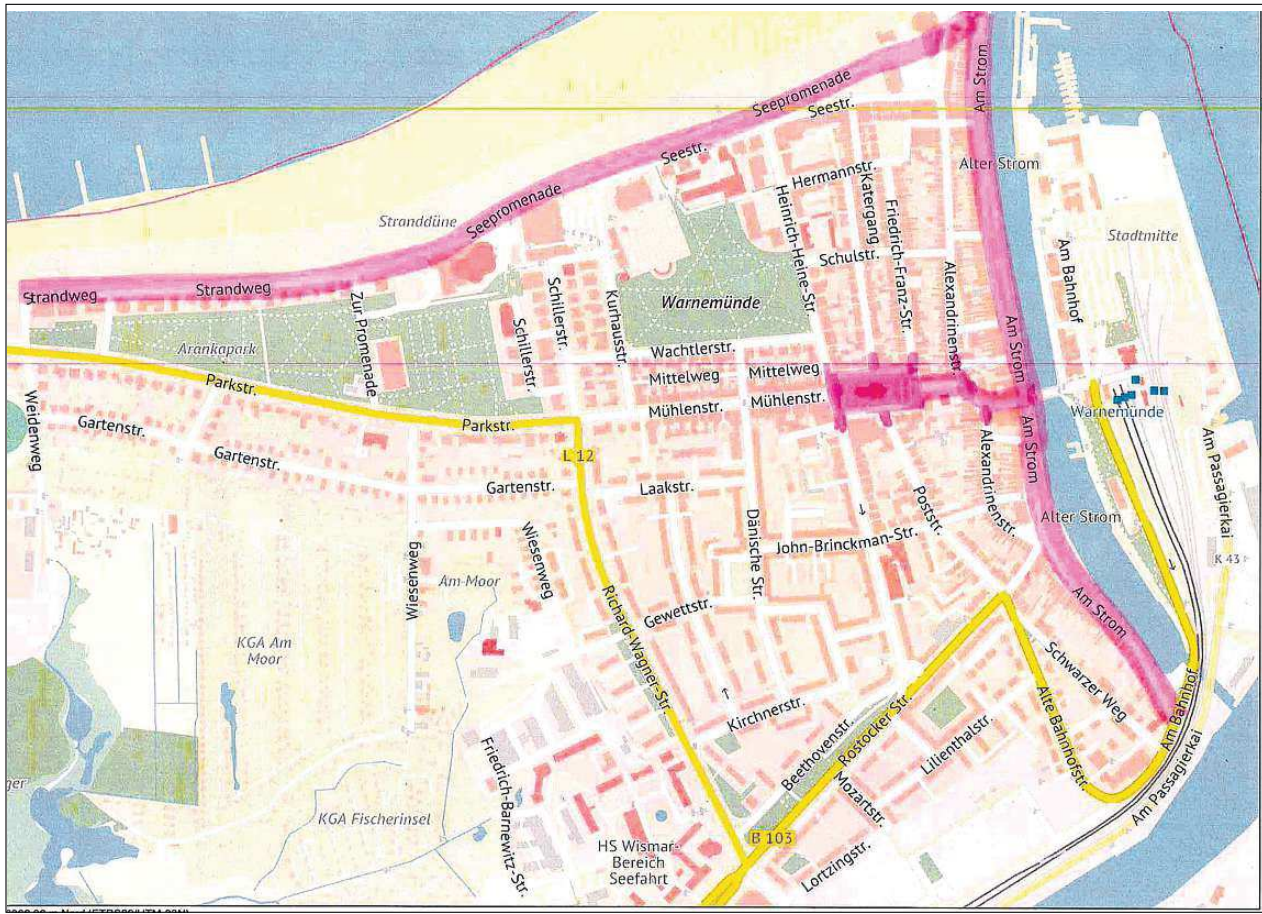 Am Strom
Seepromenade
Seestr.
Seestr.
Hermannstr.
Katergang
Alter Strom
Seepromenade
Stranddüne
Heinrich-Heine-Str.
Friedrich-Franz-Str.
Stadtmitte
Am Bahnhof
Schulstr.
Alexandrinenstr.
Strandweg
Strandweg
Zur Promenade
Schillerstr.
Kurhausstr.
Warnemünde
Schillerstr.
Am Strom
Arankapark
Wachtlerstr.
Parkstr.
Mittelweg
Mittelweg
Mühlenstr.
Mühlenstr.
Warnemünde
Weidenweg
Gartenstr.
Parkstr.
Am Strom
Alexandrinenstr.
Am Passagierkai
Gartenstr.
L 12
Gartenstr.
Laakstr.
Poststr.
Alter Strom
Dänische Str.
John-Brinckman-Str.
K 43
Wiesenweg
Wiesenweg
Am-Moor
Richard-Wagner-Str.
Gewettstr.
Am Strom
KGA Am
Moor
Schwarzer Weg
Am Bahnhof
Kirchnerstr.
Beethovenstr.
Rostocker Str.
Lilienthalstr.
Alte Bahnhofstr.
Am Passagierkai
Friedrich-Barnewitz-Str.
Mozartstr.
ger
KGA Fischerinsel
B 103
HS Wismar-
Bereich
Seefahrt
Lortzingstr.